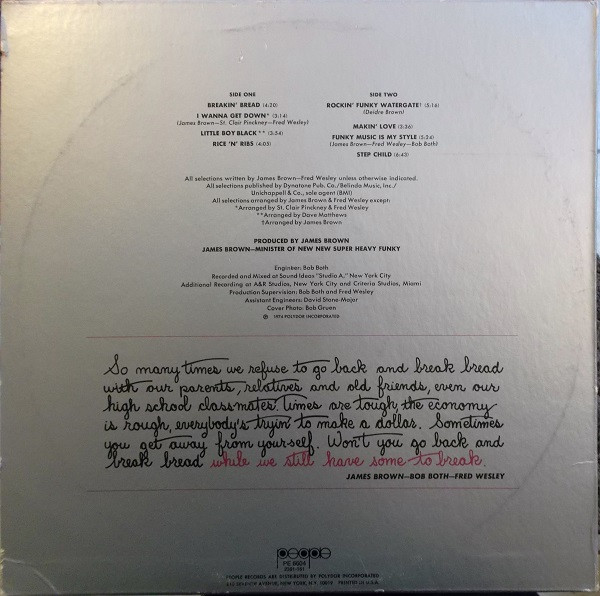 SIDE ONE
BREAKIN' BREAD (4:20)
I WANNA GET DOWN* (3:14)
(James Brown—St. Clair Pinckney—Fred Wesley)
LITTLE BOY BLACK** (3:54)
RICE 'N' RIBS (4:05)
SIDE TWO
ROCKIN' FUNKY WATERGATE† (5:16)
(Deidre Brown)
MAKIN' LOVE (3:36)
FUNKY MUSIC IS MY STYLE (5:24)
(James Brown—Fred Wesley—Bob Both)
STEP CHILD (6:42)
All selections written by James Brown—Fred Wesley unless otherwise indicated.
All selections published by Dynatone Pub. Co./Belinda Music, Inc./
Unichappell & Co., sole agent (BMI)
All selections arranged by James Brown & Fred Wesley except:
*Arranged by St. Clair Pinckney & Fred Wesley
**Arranged by Dave Matthews
†Arranged by James Brown
PRODUCED BY JAMES BROWN
JAMES BROWN—MINISTER OF NEW NEW SUPER HEAVY FUNKY
Engineer: Bob Both
Recorded and Mixed at Sound Ideas "Studio A," New York City
Additional Recording at A&R Studios, New York City and Criteria Studios, Miami
Production Supervision: Bob Both and Fred Wesley
Assistant Engineers: David Stone-Major
Cover Photo: Bob Gruen
℗ 1974 POLYDOR INCORPORATED
So many times we refuse to go back and break bread
with our parents, relatives and old friends, even our
high school classmates. Times are tough, the economy
is rough, everybody's tryin' to make a dollar. Sometimes
you get away from your-self. Won't you go back and
break bread while we still have some to break.
JAMES BROWN—BOB BOTH—FRED WESLEY
people
PE 6604
PEOPLE RECORDS ARE DISTRIBUTED BY POLYDOR INCORPORATED
810 SEVENTH AVENUE, NEW YORK, N.Y. 10019 PRINTED IN U.S.A.